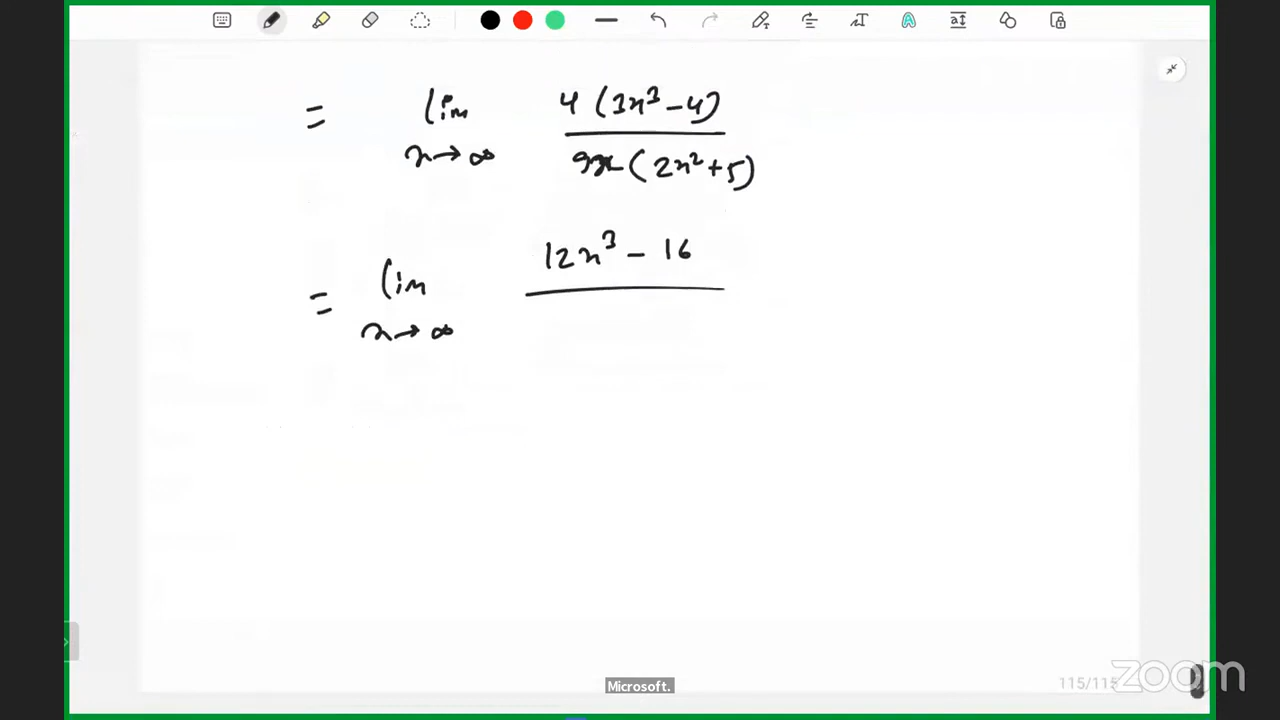 = lim x→∞ 4(3x³-4) / 9x(2x²+5)
= lim x→∞ 12x³ - 16
Microsoft.
115/115
zoom